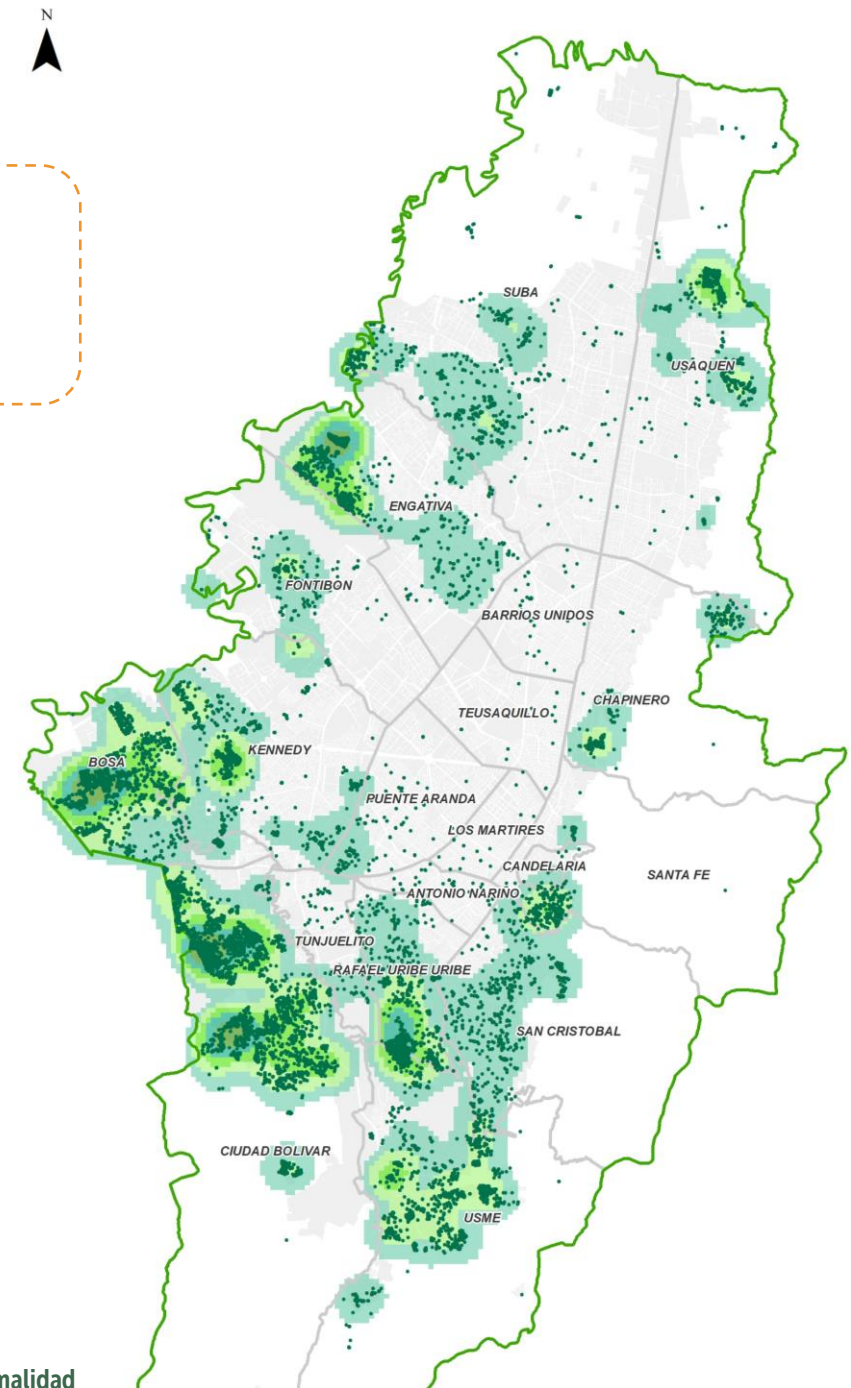 N
SUBA
USAQUEN
ENGATIVA
FONTIBON
BARRIOS UNIDOS
CHAPINERO
TEUSAQUILLO
KENNEDY
BOSA
PUENTE ARANDA
LOS MARTIRES
CANDELARIA
SANTA FE
ANTONIO NARIÑO
TUNJUELITO
RAFAEL URIBE URIBE
SAN CRISTOBAL
CIUDAD BOLIVAR
USME
malidad